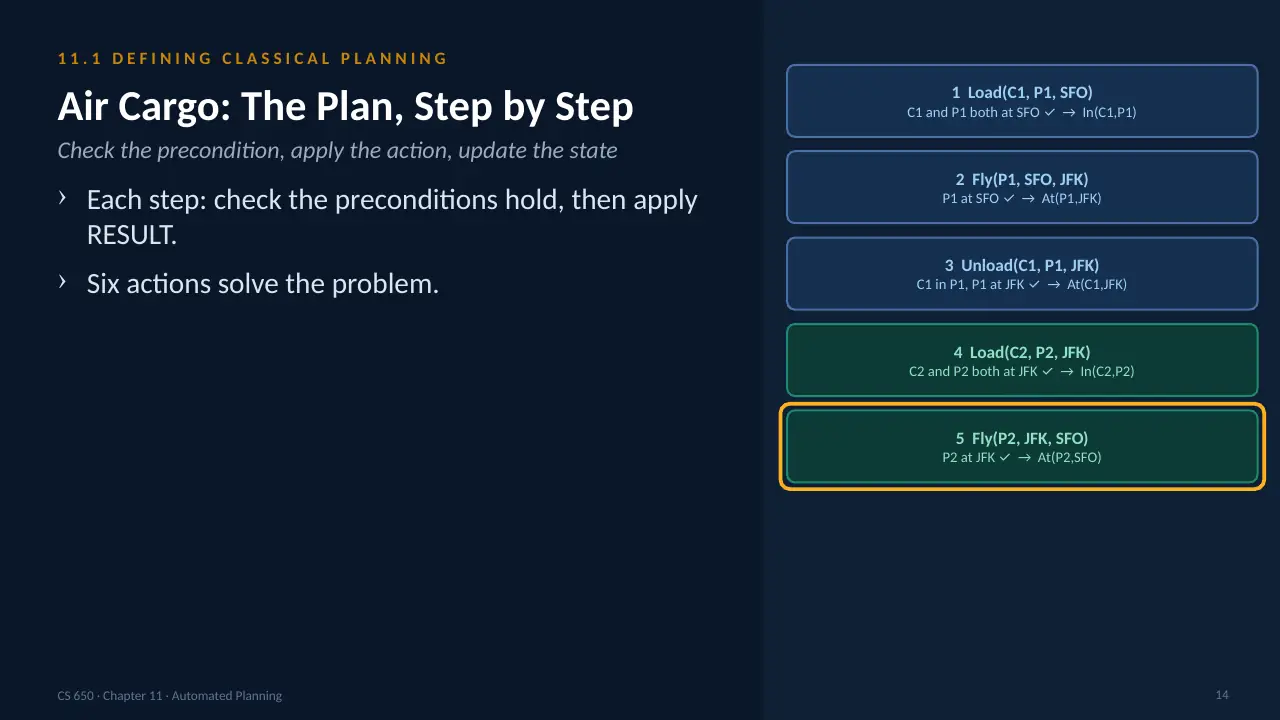 11.1 DEFINING CLASSICAL PLANNING
Air Cargo: The Plan, Step by Step
Check the precondition, apply the action, update the state
› Each step: check the preconditions hold, then apply
RESULT.
› Six actions solve the problem.
1 Load(C1, P1, SFO)
C1 and P1 both at SFO ✓ → In(C1,P1)
2 Fly(P1, SFO, JFK)
P1 at SFO ✓ → At(P1,JFK)
3 Unload(C1, P1, JFK)
C1 in P1, P1 at JFK ✓ → At(C1,JFK)
4 Load(C2, P2, JFK)
C2 and P2 both at JFK ✓ → In(C2,P2)
5 Fly(P2, JFK, SFO)
P2 at JFK ✓ → At(P2,SFO)
CS 650 · Chapter 11 · Automated Planning
14